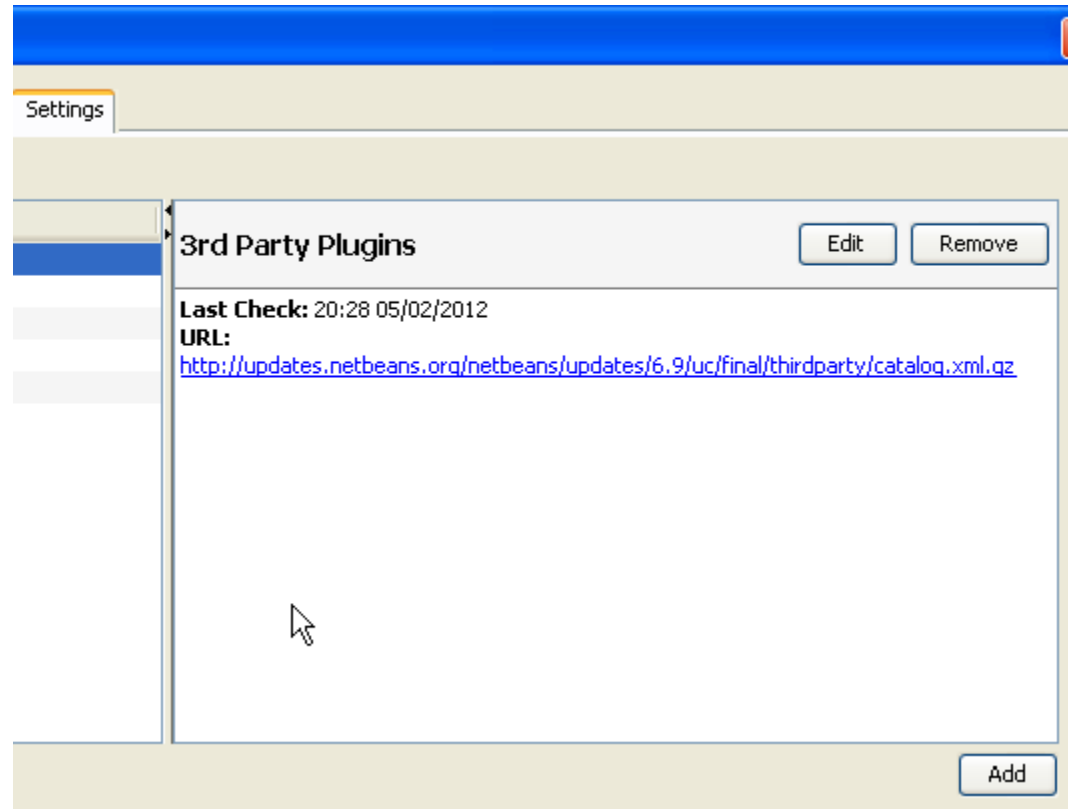 Settings
3rd Party Plugins
Edit
Remove
Last Check: 20:28 05/02/2012
URL:
http://updates.netbeans.org/netbeans/updates/6.9/uc/final/thirdparty/catalog.xml.gz
Add